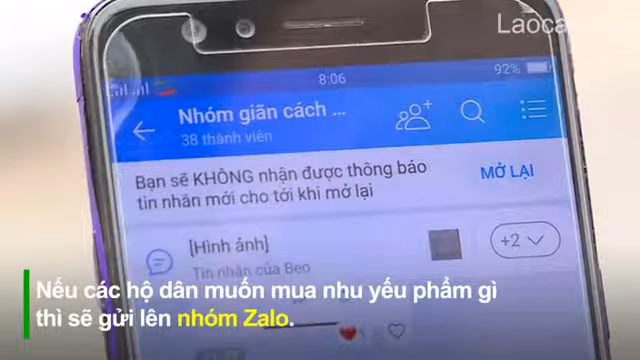 Laoca
8:06
92%
Nhóm giãn cách ...
38 thành viên
Bạn sẽ KHÔNG nhận được thông báo
tin nhắn mới cho tới khi mở lại
MỞ LẠI
[Hình ảnh]
+2
Tin nhắn của Beo
Nếu các hộ dân muốn mua nhu yếu phẩm gì
thì sẽ gửi lên nhóm Zalo.